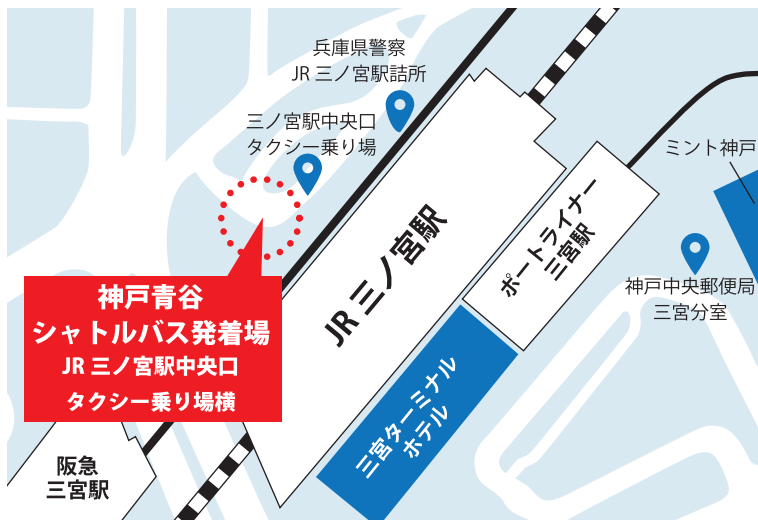 兵庫県警察
JR 三ノ宮駅詰所
三ノ宮駅中央口
タクシー乗り場
ミント神戸
ポートライナー
三宮駅
JR 三ノ宮駅
神戸中央郵便局
三宮分室
神戸青谷
シャトルバス発着場
JR 三ノ宮駅中央口
タクシー乗り場横
三宮ターミナル
ホテル
阪急
三宮駅